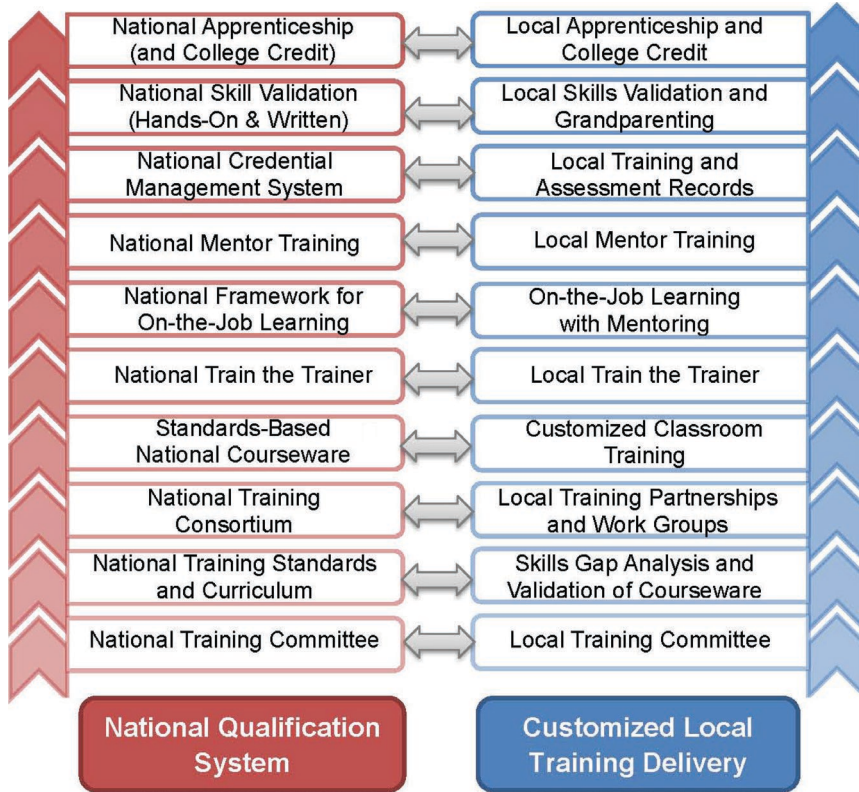 National Apprenticeship
(and College Credit)
Local Apprenticeship and
College Credit
National Skill Validation
(Hands-On & Written)
Local Skills Validation and
Grandparenting
National Credential
Management System
Local Training and
Assessment Records
National Mentor Training
Local Mentor Training
National Framework for
On-the-Job Learning
On-the-Job Learning
with Mentoring
National Train the Trainer
Local Train the Trainer
Standards-Based
National Courseware
Customized Classroom
Training
National Training
Consortium
Local Training Partnerships
and Work Groups
National Training Standards
and Curriculum
Skills Gap Analysis and
Validation of Courseware
National Training Committee
Local Training Committee
National Qualification
System
Customized Local
Training Delivery